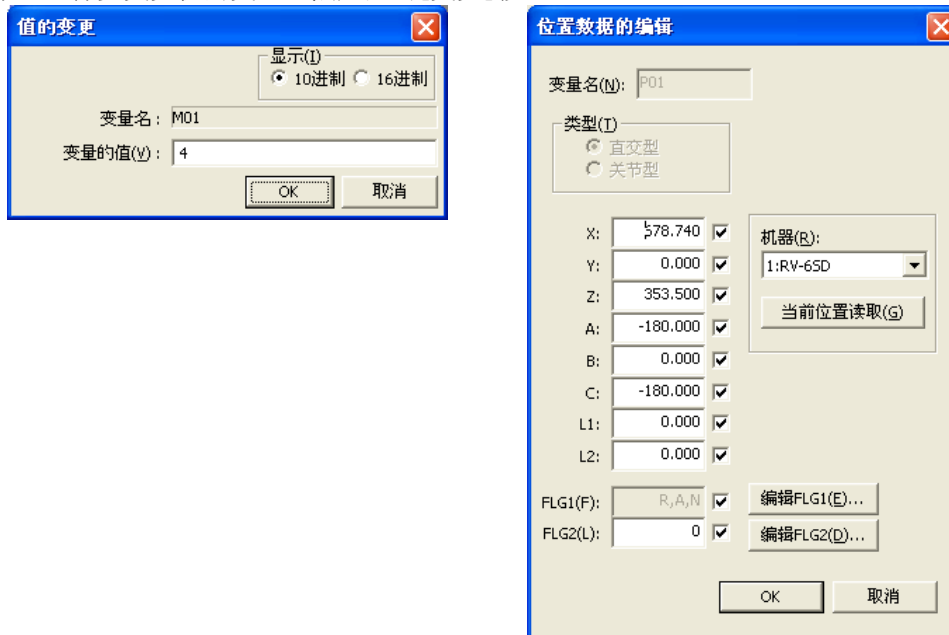 值的变更
显示(I)
10进制 16进制
变量名: M01
变量的值(V): 4
OK 取消
位置数据的编辑
变量名(N): P01
类型(T)
直交型
关节型
X: 578.740
Y: 0.000
Z: 353.500
A: -180.000
B: 0.000
C: -180.000
L1: 0.000
L2: 0.000
机器(R):
1:RV-6SD
当前位置读取(G)
FLG1(F): R,A,N 编辑FLG1(E)...
FLG2(L): 0 编辑FLG2(D)...
OK 取消